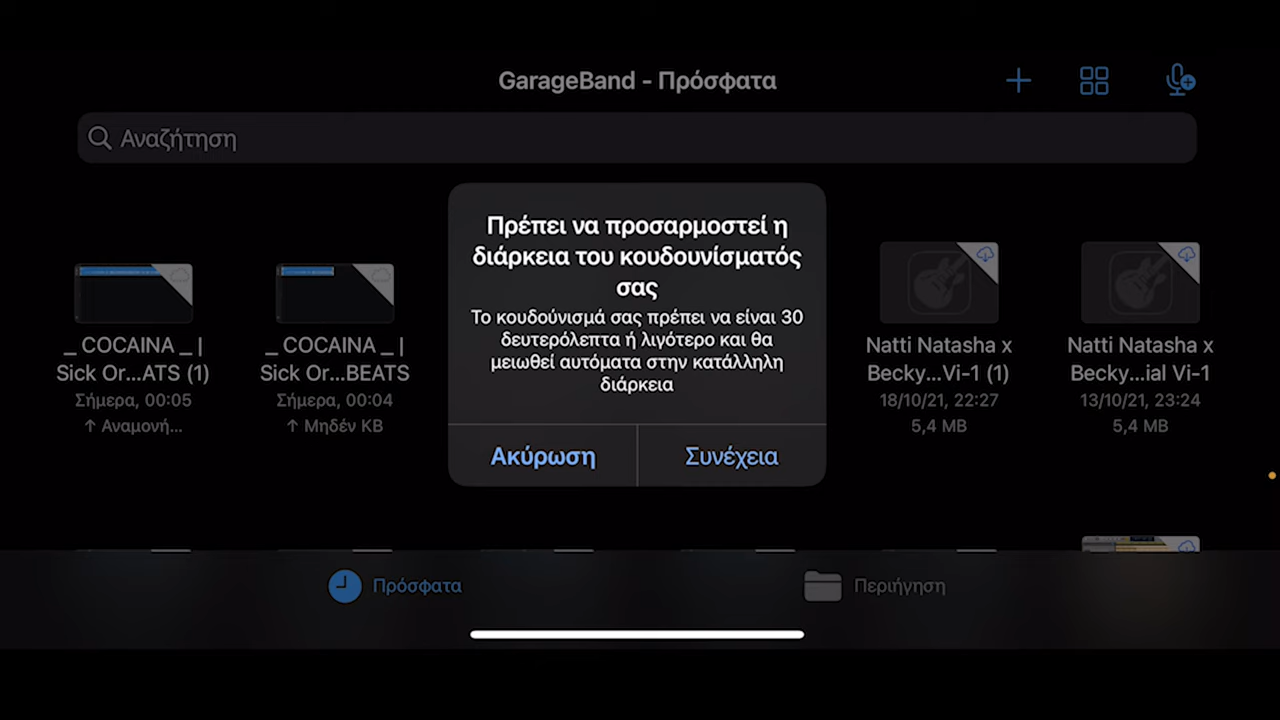 GarageBand - Πρόσφατα
Αναζήτηση
Πρέπει να προσαρμοστεί η
διάρκεια του κουδουνίσματός
σας
Το κουδούνισμά σας πρέπει να είναι 30
δευτερόλεπτα ή λιγότερο και θα
μειωθεί αυτόματα στην κατάλληλη
διάρκεια
Ακύρωση
Συνέχεια
_ COCAINA _ |
Sick Or...ATS (1)
Σήμερα, 00:05
↑ Αναμονή...
_ COCAINA _ |
Sick Or...BEATS
Σήμερα, 00:04
↑ Μηδέν KB
Natti Natasha x
Becky...Vi-1 (1)
18/10/21, 22:27
5,4 MB
Natti Natasha x
Becky...ial Vi-1
13/10/21, 23:24
5,4 MB
Πρόσφατα
Περιήγηση